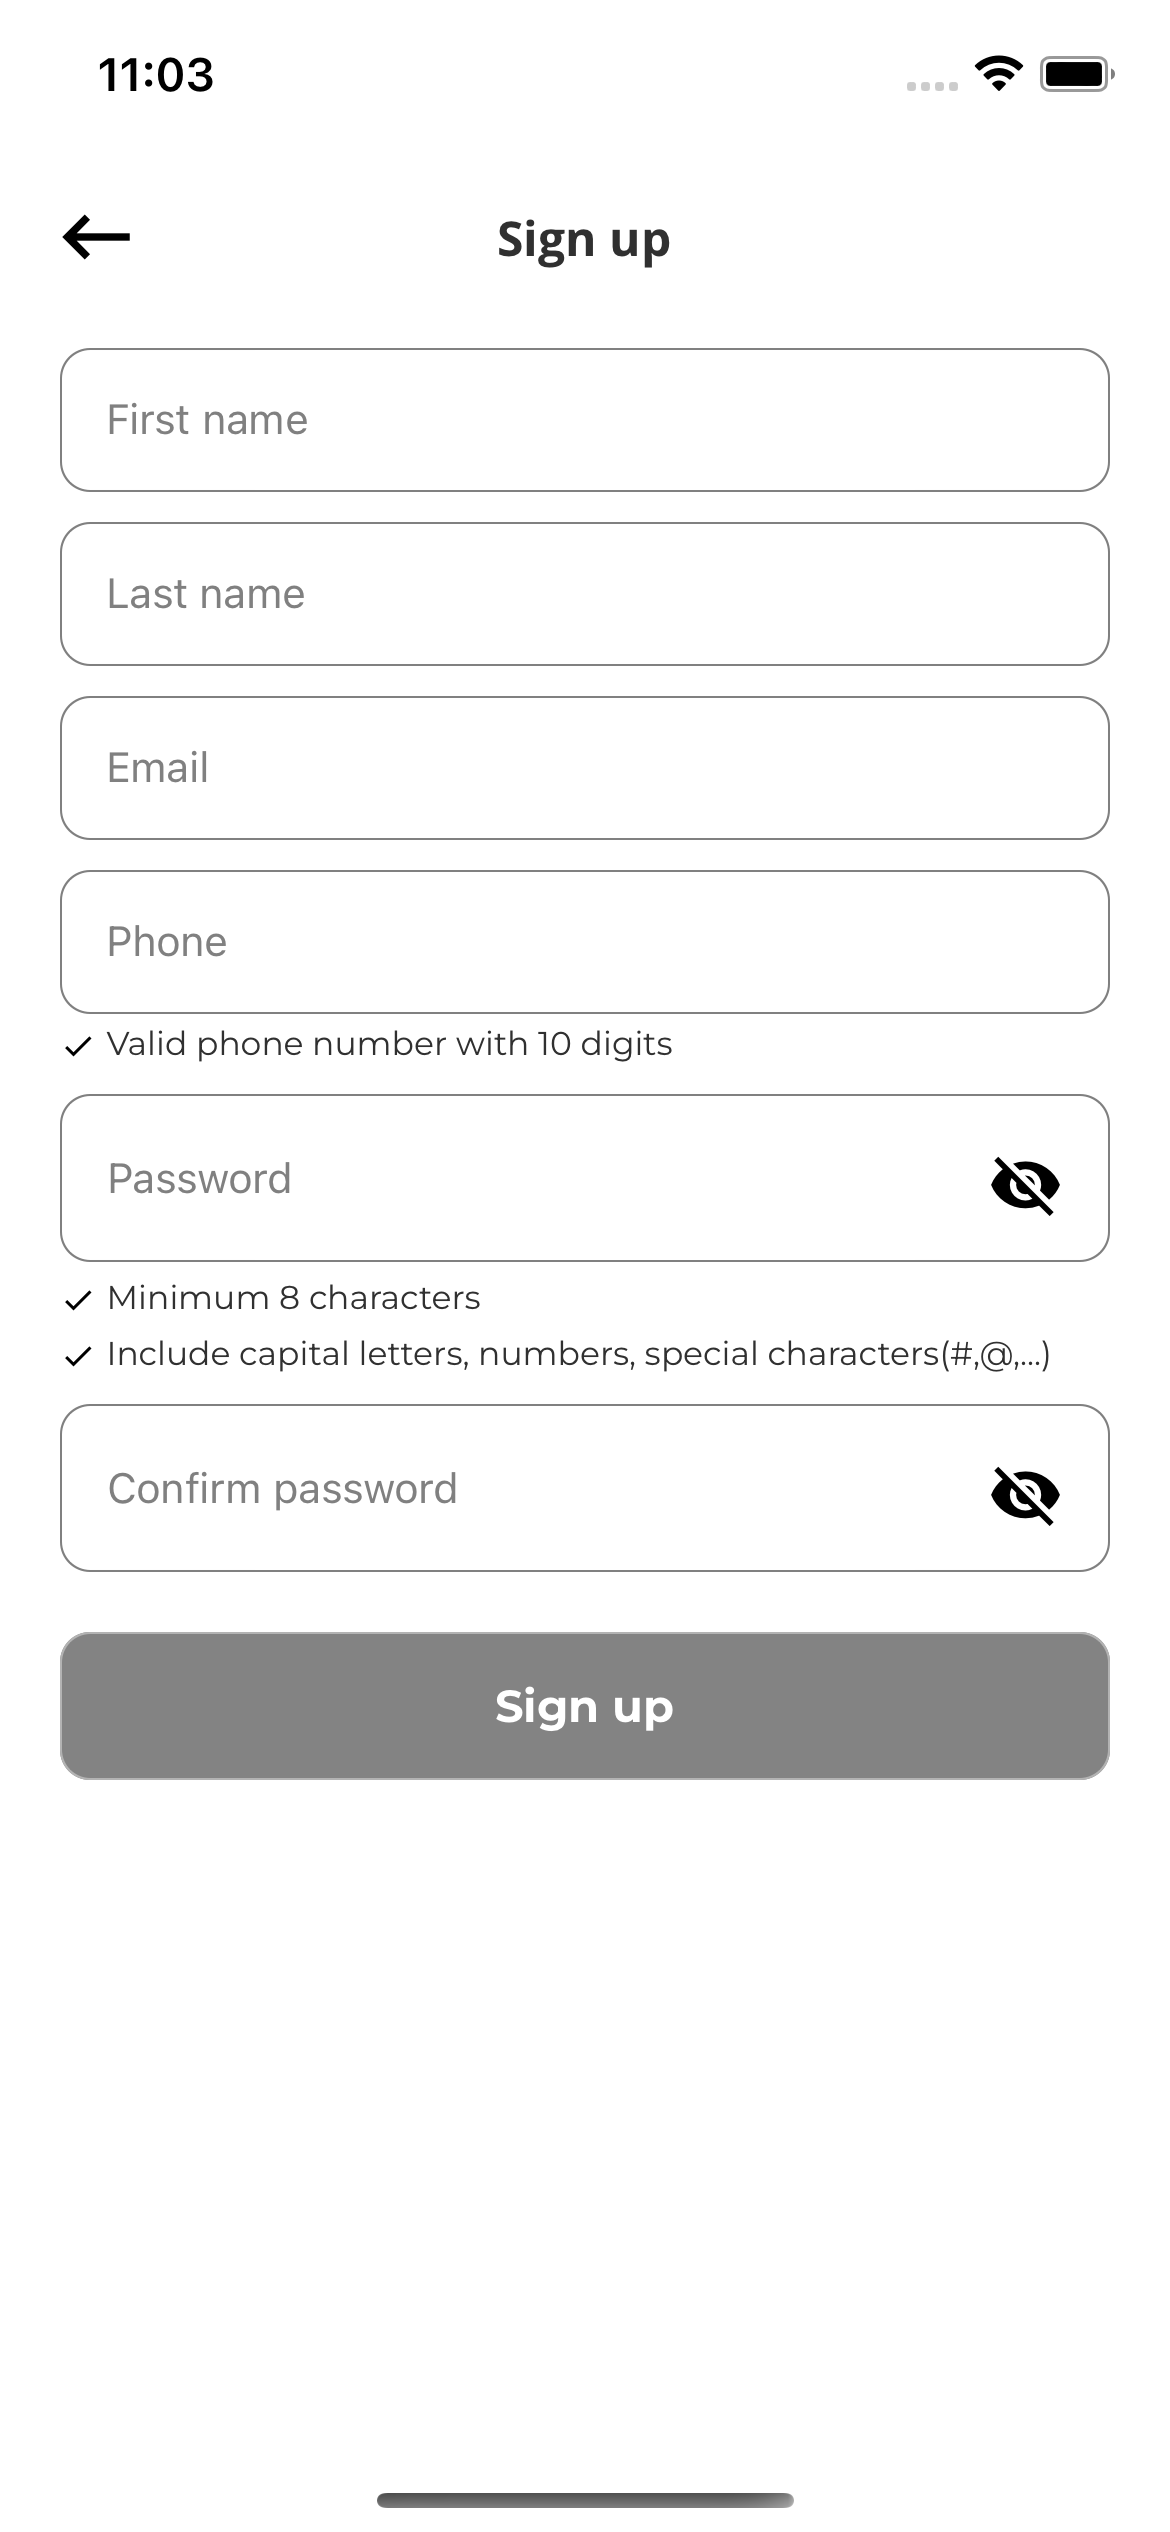 11:03
Sign up
First name
Last name
Email
Phone
Valid phone number with 10 digits
Password
Minimum 8 characters
Include capital letters, numbers, special characters(#,@,...)
Confirm password
Sign up